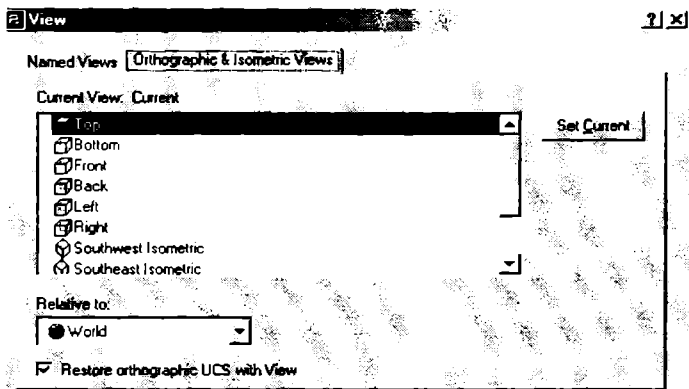 View
Named Views Orthographic & Isometric Views
Current View: Current
Top
Set Current
Bottom
Front
Back
Left
Right
Southwest Isometric
Southeast Isometric
Relative to:
World
Restore orthographic UCS with View